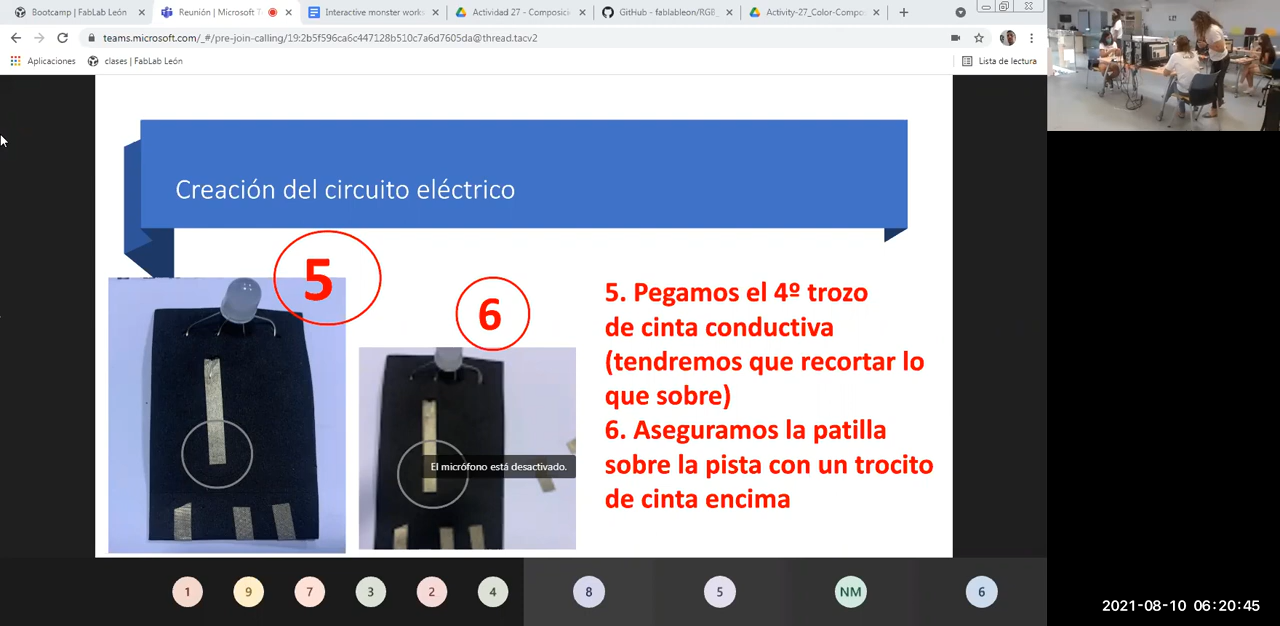 Bootcamp | FabLab León
Reunión | Microsoft T
Interactive monster works
Actividad 27 - Composici
GitHub - fablableon/RGB_
Activity-27_Color-Compo
teams.microsoft.com/_#/pre-join-calling/19:2b5f596ca6c447128b510c7a6d7605da@thread.tacv2
Aplicaciones
clases | FabLab León
Lista de lectura
Creación del circuito eléctrico
5
6
5. Pegamos el 4º trozo
de cinta conductiva
(tendremos que recortar lo
que sobre)
6. Aseguramos la patilla
sobre la pista con un trocito
de cinta encima
El micrófono está desactivado.
1 9 7 3 2 4 8 5 NM 6
2021-08-10 06:20:45